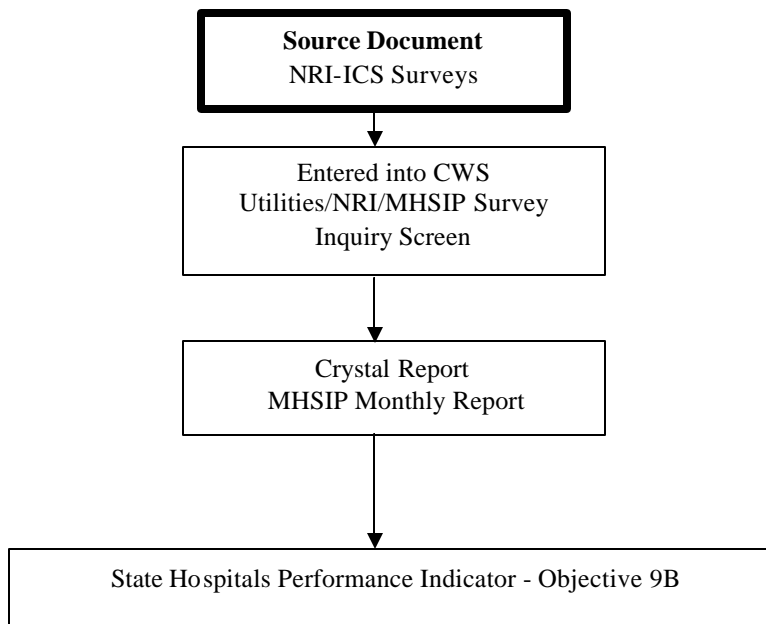 Source Document
NRI-ICS Surveys
Entered into CWS
Utilities/NRI/MHSIP Survey
Inquiry Screen
Crystal Report
MHSIP Monthly Report
State Hospitals Performance Indicator - Objective 9B